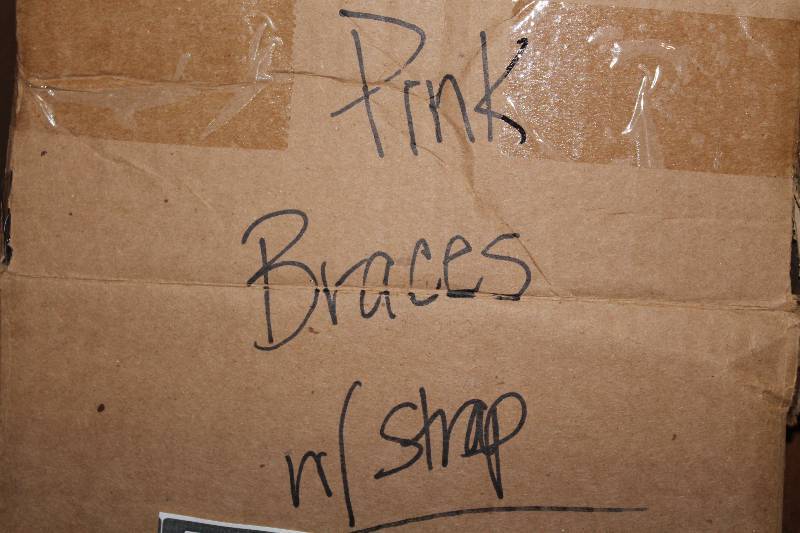 Pink
Braces
w/ strap